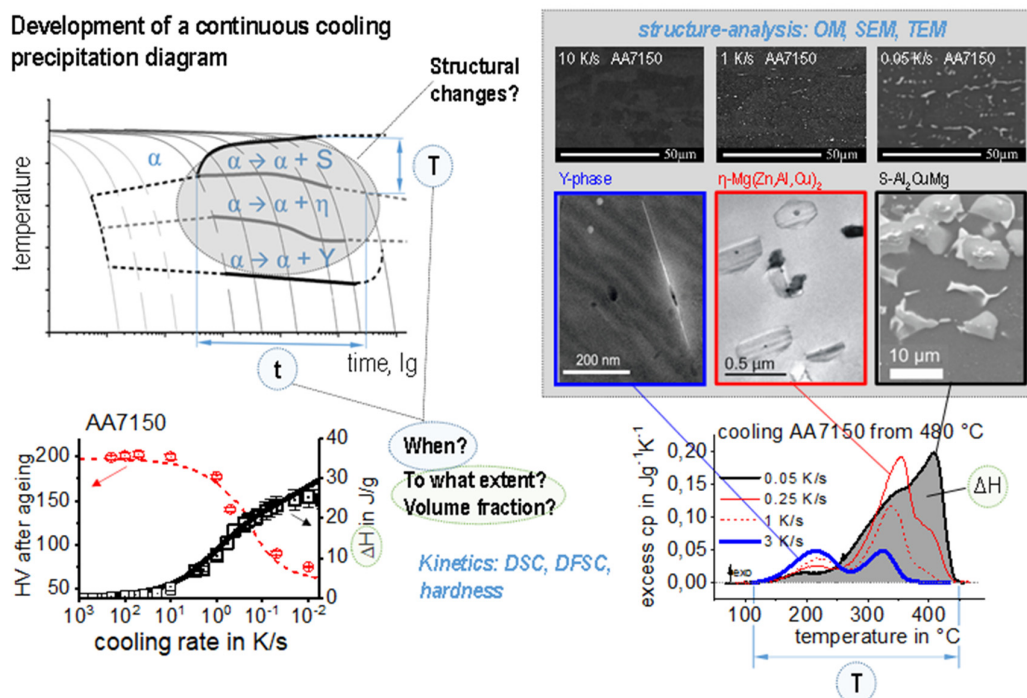 Development of a continuous cooling
precipitation diagram
Structural
changes?
temperature
α
α → α + S
α → α + η
α → α + Y
T
time, lg
t
structure-analysis: OM, SEM, TEM
10 K/s AA7150
1 K/s AA7150
0.05 K/s AA7150
50µm
50µm
50µm
Y-phase
η-Mg(Zn,Al,Cu)₂
S-Al₂CuMg
200 nm
0.5 µm
10 µm
AA7150
HV after ageing
200
150
100
50
40
30
20
10
0
ΔH in J/g
10³ 10² 10¹ 10⁰ 10⁻¹ 10⁻²
cooling rate in K/s
When?
To what extent?
Volume fraction?
Kinetics: DSC, DFSC,
hardness
cooling AA7150 from 480 °C
excess cp in Jg⁻¹K⁻¹
0,20
0,15
0,10
0,05
0,00
0.05 K/s
0.25 K/s
1 K/s
3 K/s
ΔH
exo
100 200 300 400
temperature in °C
T